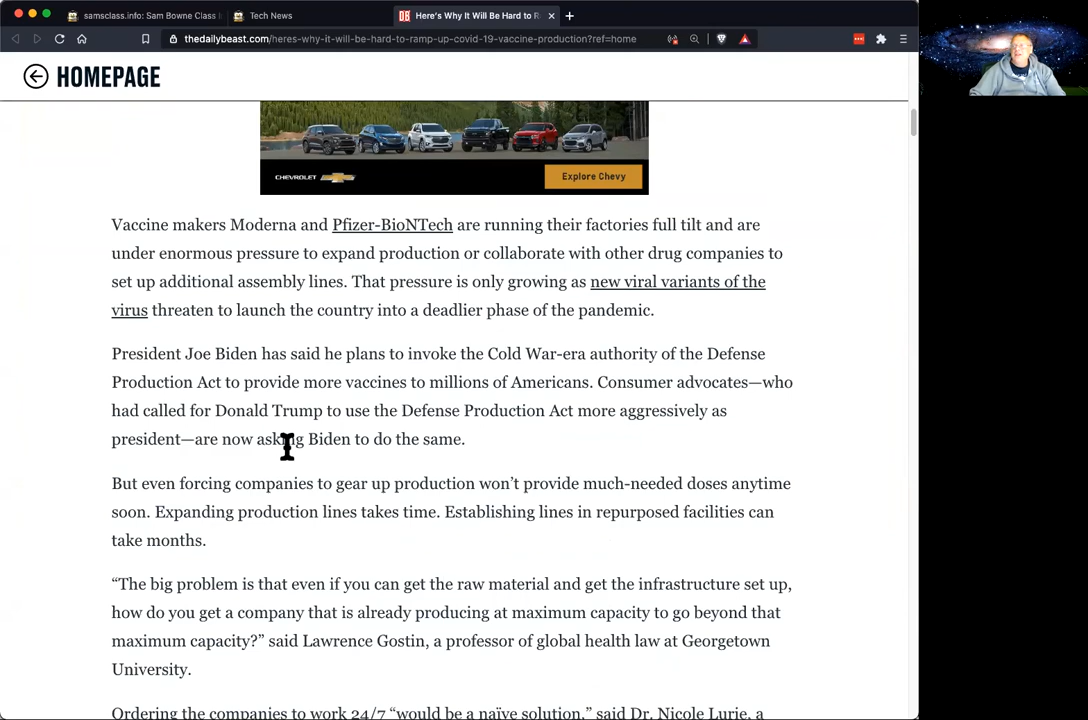 samsclass.info: Sam Bowne Class I
Tech News
Here's Why It Will Be Hard to R
thedailybeast.com/heres-why-it-will-be-hard-to-ramp-up-covid-19-vaccine-production?ref=home
HOMEPAGE
CHEVROLET
Explore Chevy
Vaccine makers Moderna and Pfizer-BioNTech are running their factories full tilt and are
under enormous pressure to expand production or collaborate with other drug companies to
set up additional assembly lines. That pressure is only growing as new viral variants of the
virus threaten to launch the country into a deadlier phase of the pandemic.
President Joe Biden has said he plans to invoke the Cold War-era authority of the Defense
Production Act to provide more vaccines to millions of Americans. Consumer advocates—who
had called for Donald Trump to use the Defense Production Act more aggressively as
president—are now asking Biden to do the same.
But even forcing companies to gear up production won't provide much-needed doses anytime
soon. Expanding production lines takes time. Establishing lines in repurposed facilities can
take months.
“The big problem is that even if you can get the raw material and get the infrastructure set up,
how do you get a company that is already producing at maximum capacity to go beyond that
maximum capacity?” said Lawrence Gostin, a professor of global health law at Georgetown
University.
Ordering the companies to work 24/7 “would be a naïve solution,” said Dr. Nicole Lurie, a